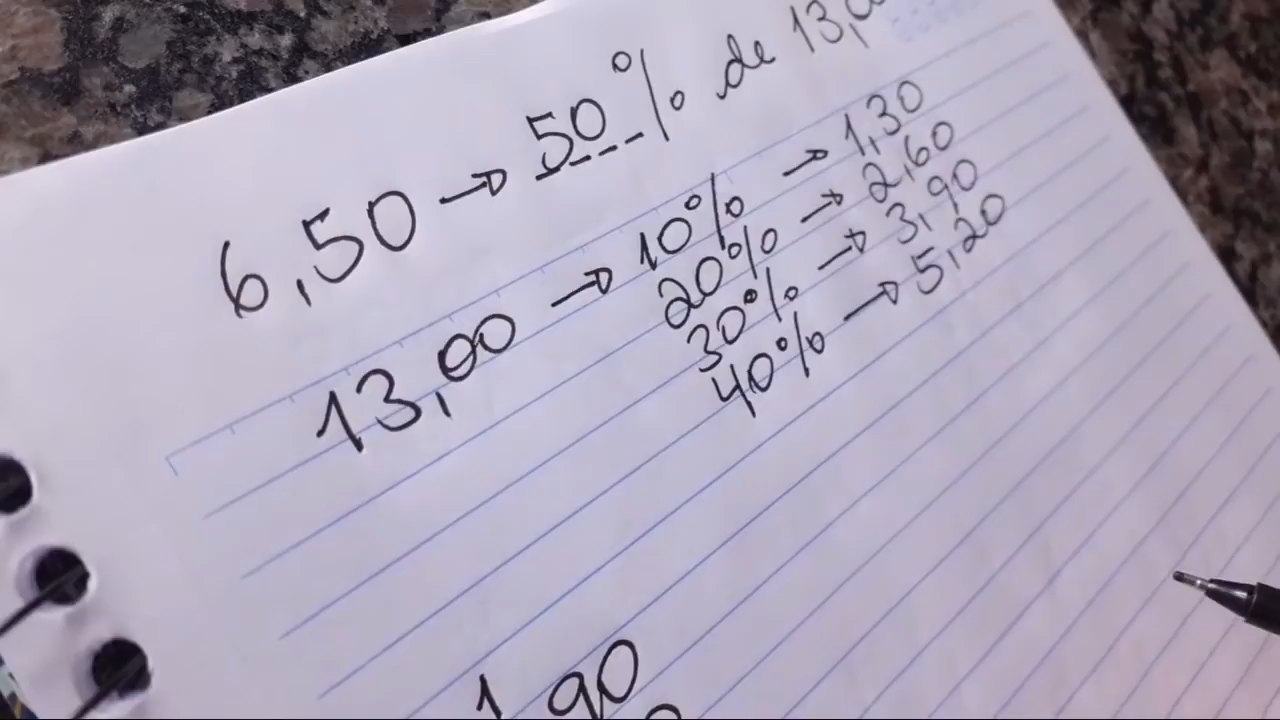 6,50 → 50% de 13,0
13,00 → 10% → 1,30
20% → 2,60
30% → 3,90
40% → 5,20
1 90